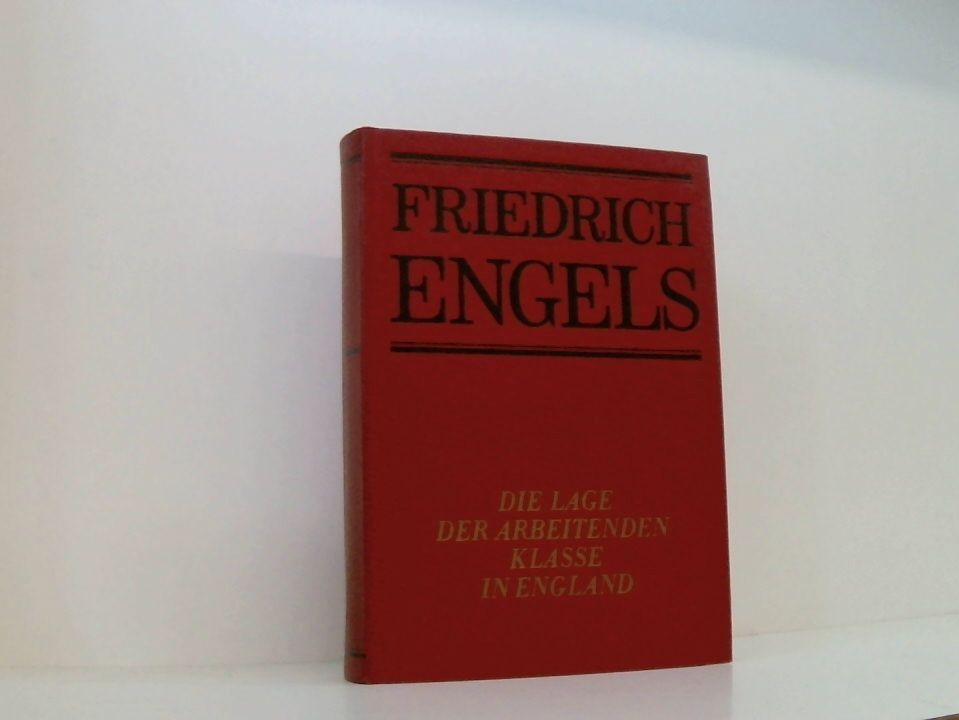 FRIEDRICH
ENGELS
DIE LAGE
DER ARBEITENDEN
KLASSE
IN ENGLAND